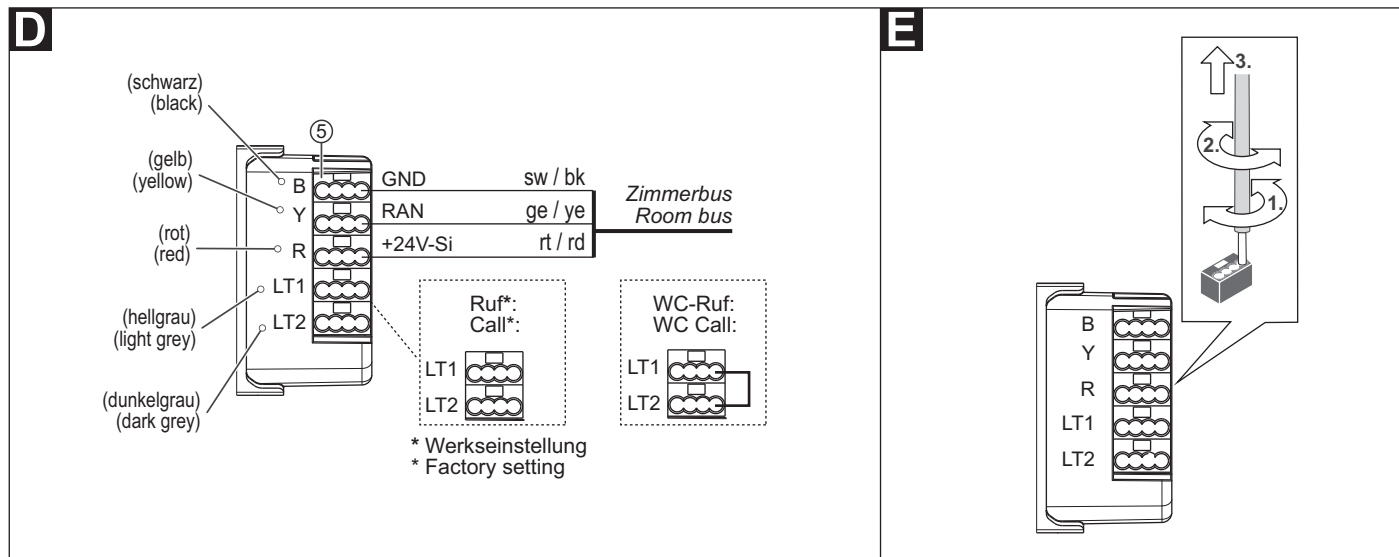 D
(schwarz)
(black)
(gelb)
(yellow)
(rot)
(red)
(hellgrau)
(light grey)
(dunkelgrau)
(dark grey)
5
B
Y
R
LT1
LT2
GND sw / bk
RAN ge / ye
+24V-Si rt / rd
Zimmerbus
Room bus
Ruf*:
Call*:
LT1
LT2
* Werkseinstellung
* Factory setting
WC-Ruf:
WC Call:
LT1
LT2
E
3.
2.
1.
B
Y
R
LT1
LT2